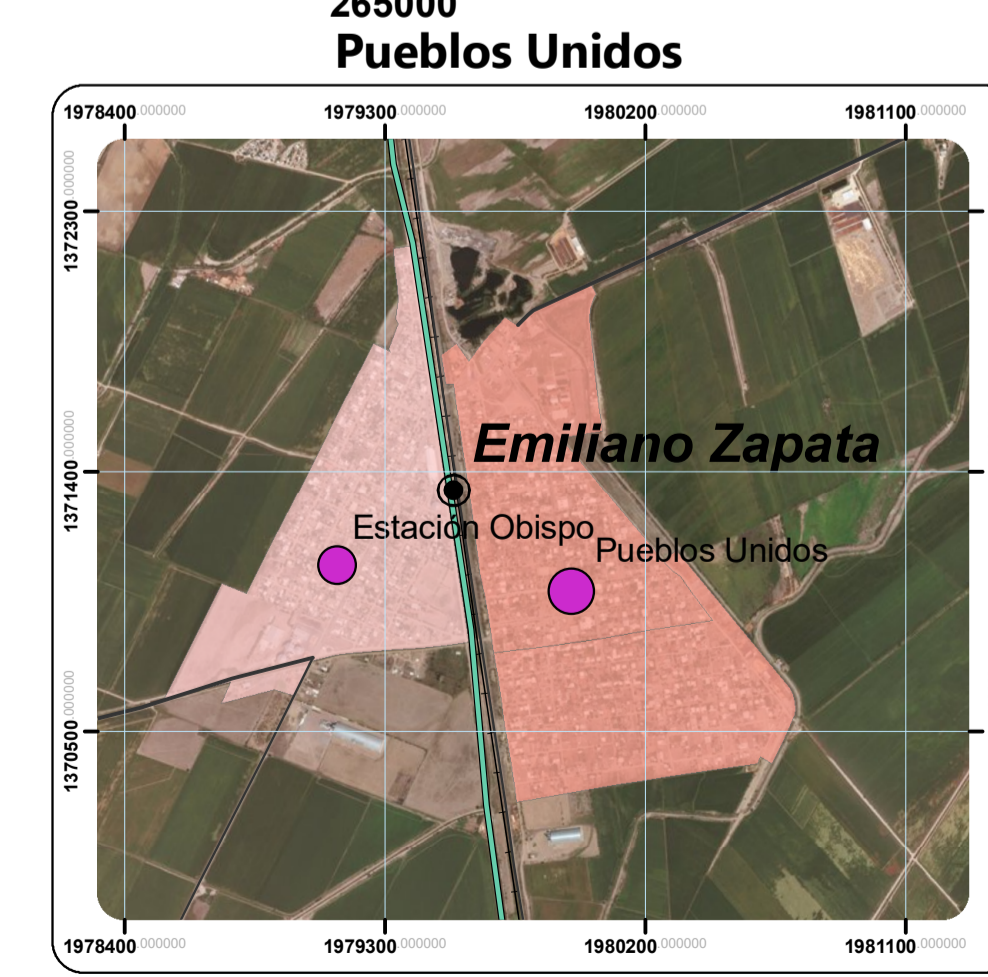 265000
Pueblos Unidos
1978400.000000 1979300.000000 1980200.000000 1981100.000000
1372300.000000
Emiliano Zapata
1371400.000000
Estación Obispo
Pueblos Unidos
1370500.000000
1978400.000000 1979300.000000 1980200.000000 1981100.000000